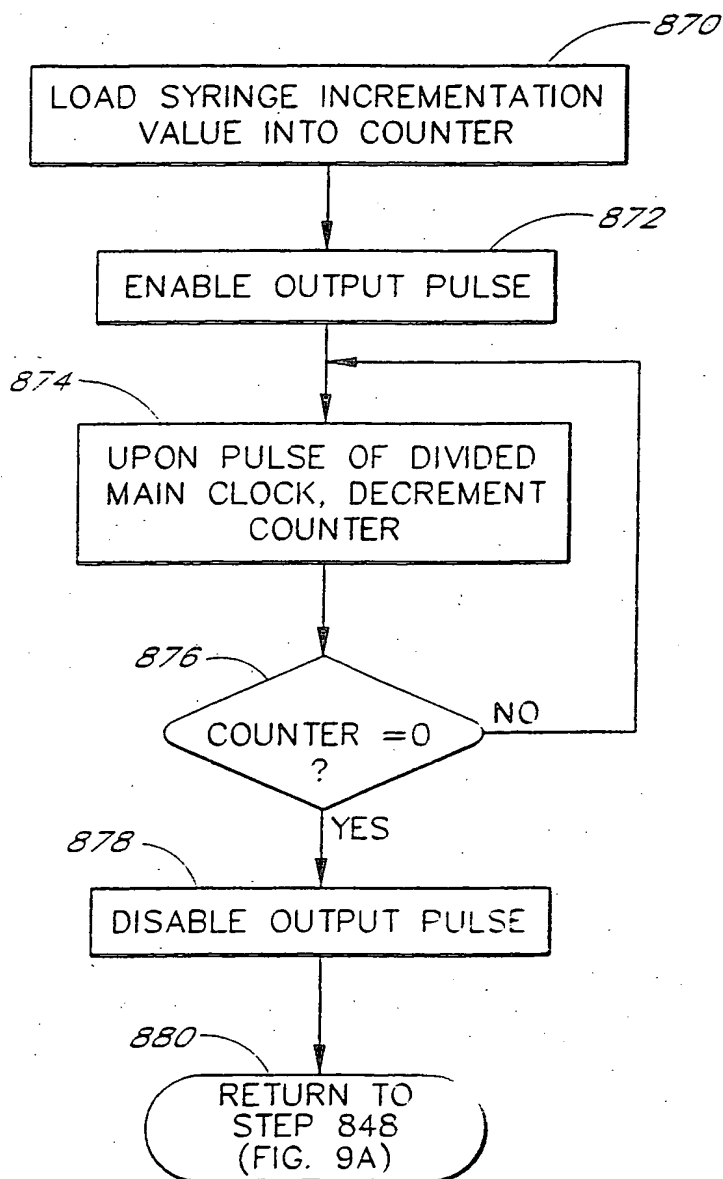 870
LOAD SYRINGE INCREMENTATION
VALUE INTO COUNTER
872
ENABLE OUTPUT PULSE
874
UPON PULSE OF DIVIDED
MAIN CLOCK, DECREMENT
COUNTER
876
COUNTER =0
?
NO
YES
878
DISABLE OUTPUT PULSE
880
RETURN TO
STEP 848
(FIG. 9A)